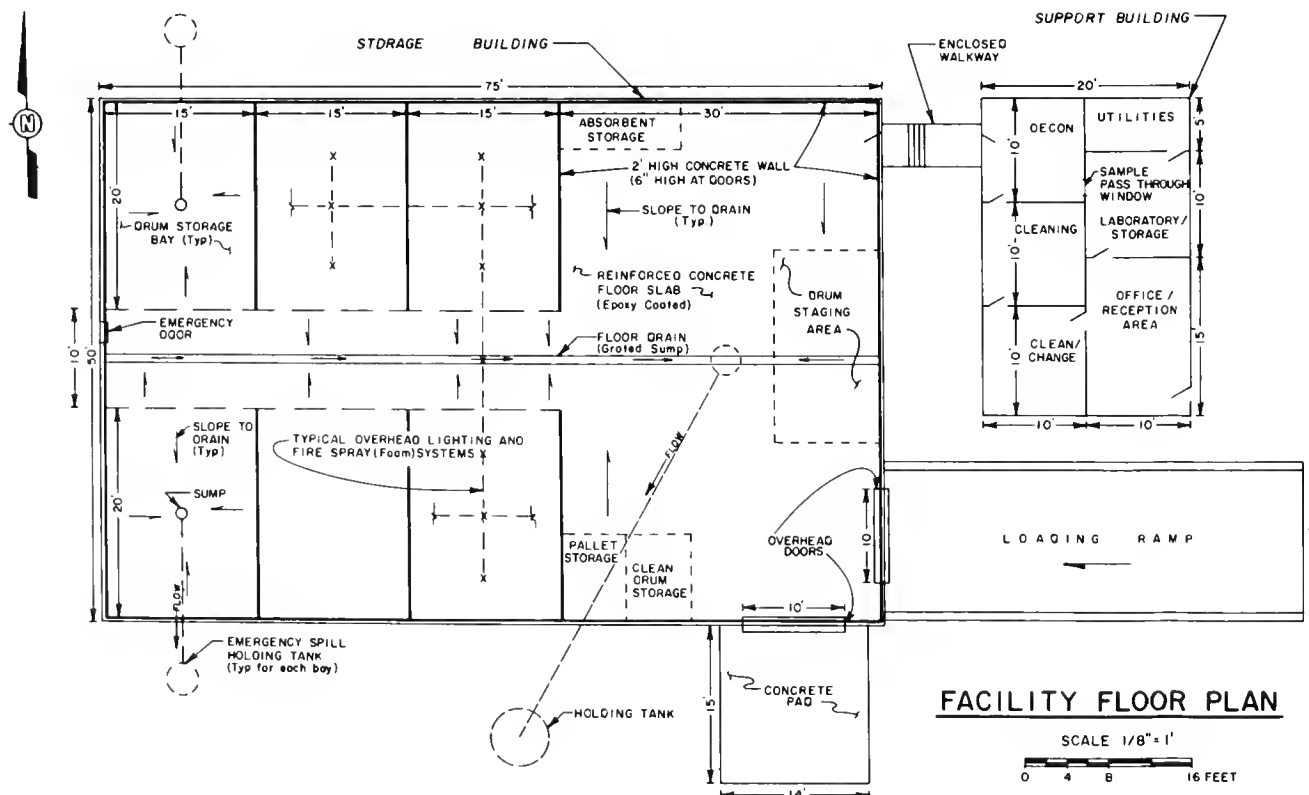 SUPPORT BUILDING
STORAGE BUILDING
ENCLOSED
WALKWAY
N
75'
20'
15'
15'
15'
30'
ABSORBENT
STORAGE
DECON
UTILITIES
5'
10'
2' HIGH CONCRETE WALL
(6" HIGH AT DOORS)
SAMPLE
PASS THROUGH
WINDOW
10'
20'
DRUM STORAGE
BAY (Typ)
SLOPE TO DRAIN
(Typ.)
CLEANING
LABORATORY/
STORAGE
10'
REINFORCED CONCRETE
FLOOR SLAB
(Epoxy Coated)
DRUM
STAGING
AREA
OFFICE/
RECEPTION
AREA
15'
EMERGENCY
DOOR
FLOOR DRAIN
(Grated Sump)
10'
50'
CLEAN/
CHANGE
10'
10'
10'
SLOPE TO
DRAIN
(Typ)
TYPICAL OVERHEAD LIGHTING AND
FIRE SPRAY (Foam) SYSTEMS
FLOW
SUMP
20'
PALLET
STORAGE
CLEAN
DRUM
STORAGE
OVERHEAD
DOORS
10
LOADING RAMP
FLOW
10'
EMERGENCY SPILL
HOLDING TANK
(Typ for each bay)
HOLDING TANK
15'
CONCRETE
PAD
14'
FACILITY FLOOR PLAN
SCALE 1/8"=1'
0 4 8 16 FEET